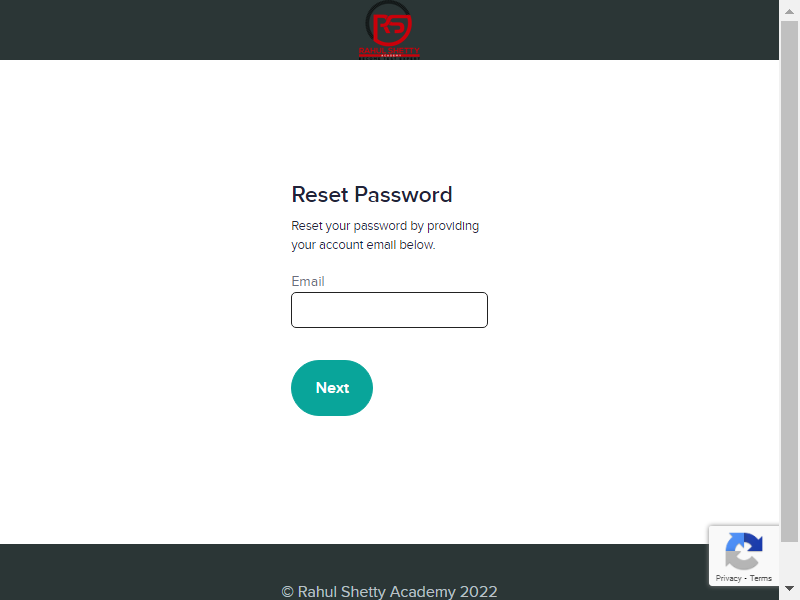 RS
RAHUL SHETTY
Reset Password
Reset your password by providing
your account email below.
Email
Next
Privacy - Terms
© Rahul Shetty Academy 2022